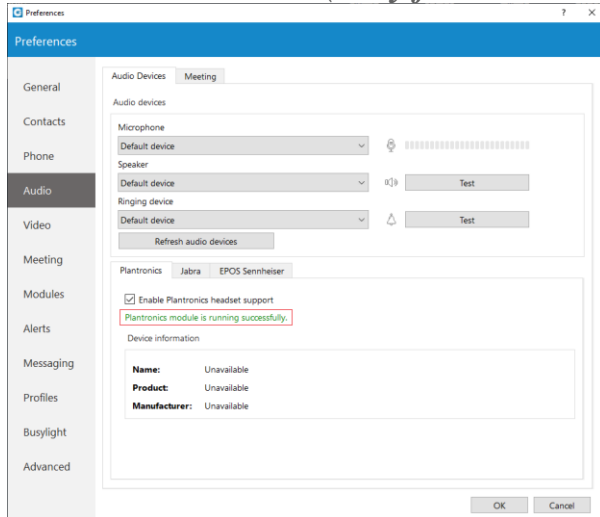 Preferences
?
Preferences
General
Contacts
Phone
Audio
Video
Meeting
Modules
Alerts
Messaging
Profiles
Busylight
Advanced
Audio Devices Meeting
Audio devices
Microphone
Default device
Speaker
Default device
Test
Ringing device
Default device
Test
Refresh audio devices
Plantronics Jabra EPOS Sennheiser
Enable Plantronics headset support
Plantronics module is running successfully.
Device information
Name: Unavailable
Product: Unavailable
Manufacturer: Unavailable
OK Cancel